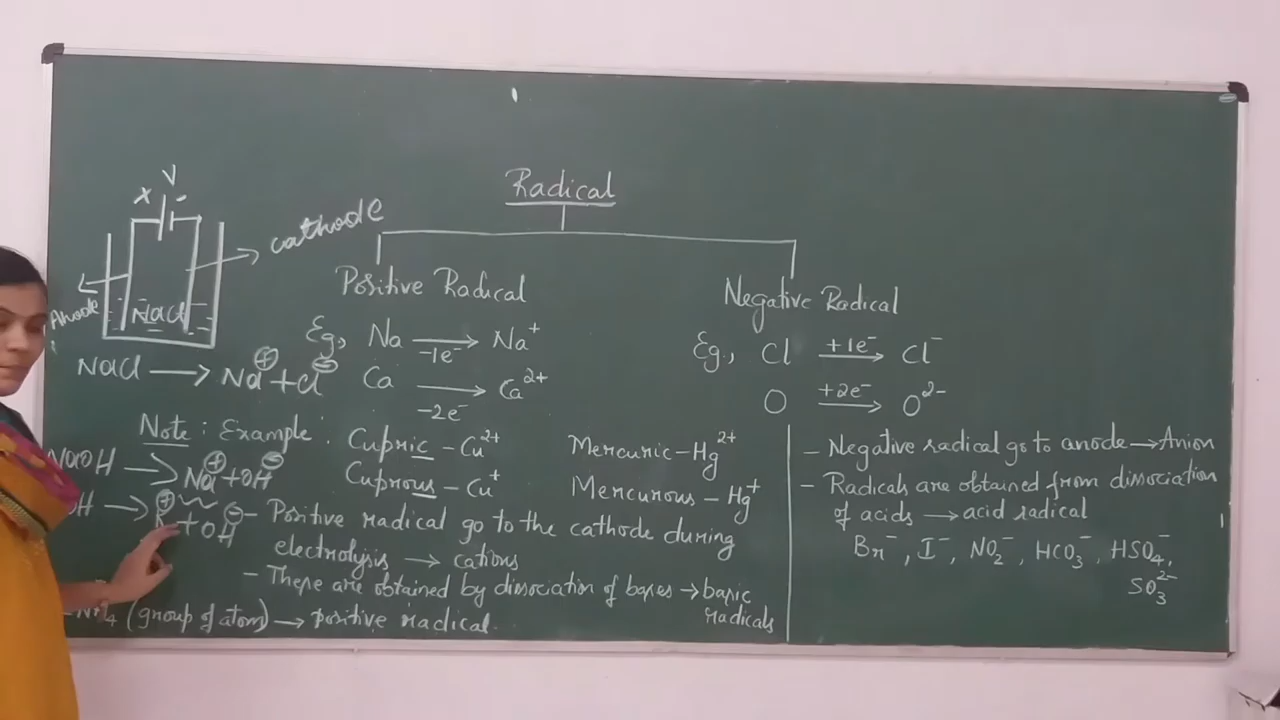 Radical
Positive Radical
Eg, Na —-1e⁻→ Na⁺
Ca —-2e⁻→ Ca²⁺
Negative Radical
Eg., Cl —+1e⁻→ Cl⁻
O —+2e⁻→ O²⁻
V
x -
cathode
Anode
NaCl
NaCl → Na⊕ + Cl⊖
Note : Example :
Cupric - Cu²⁺
Cuprous - Cu⁺
Mercuric - Hg²⁺
Mercurous - Hg⁺
NaOH → Na⊕ + OH⊖
OH → K⊕ + OH⊖
- Positive radical go to the cathode during
electrolysis → cations
- These are obtained by dissociation of bases → basic
radicals
- NH₄ (group of atom) → positive radical.
- Negative radical go to anode → Anion
- Radicals are obtained from dissociation
of acids → acid radical
Br⁻, I⁻, NO₂⁻, HCO₃⁻, HSO₄⁻,
SO₃²⁻